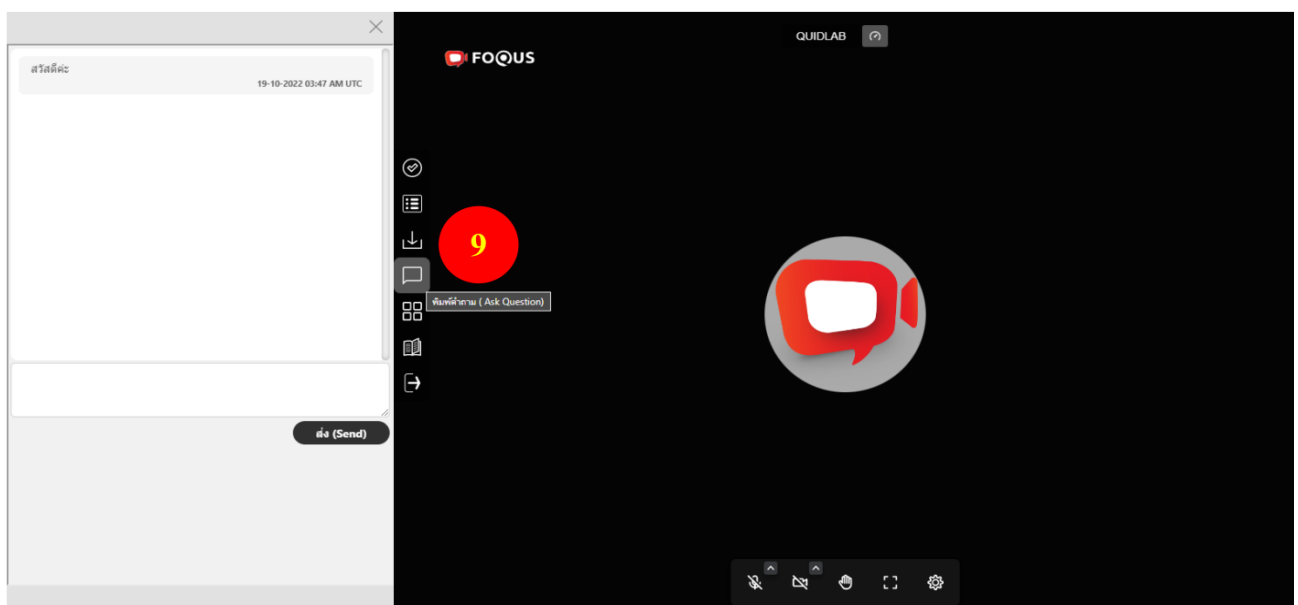 QUIDLAB
FOQUS
สวัสดีค่ะ
19-10-2022 03:47 AM UTC
9
พิมพ์คำถาม ( Ask Question)
ส่ง (Send)